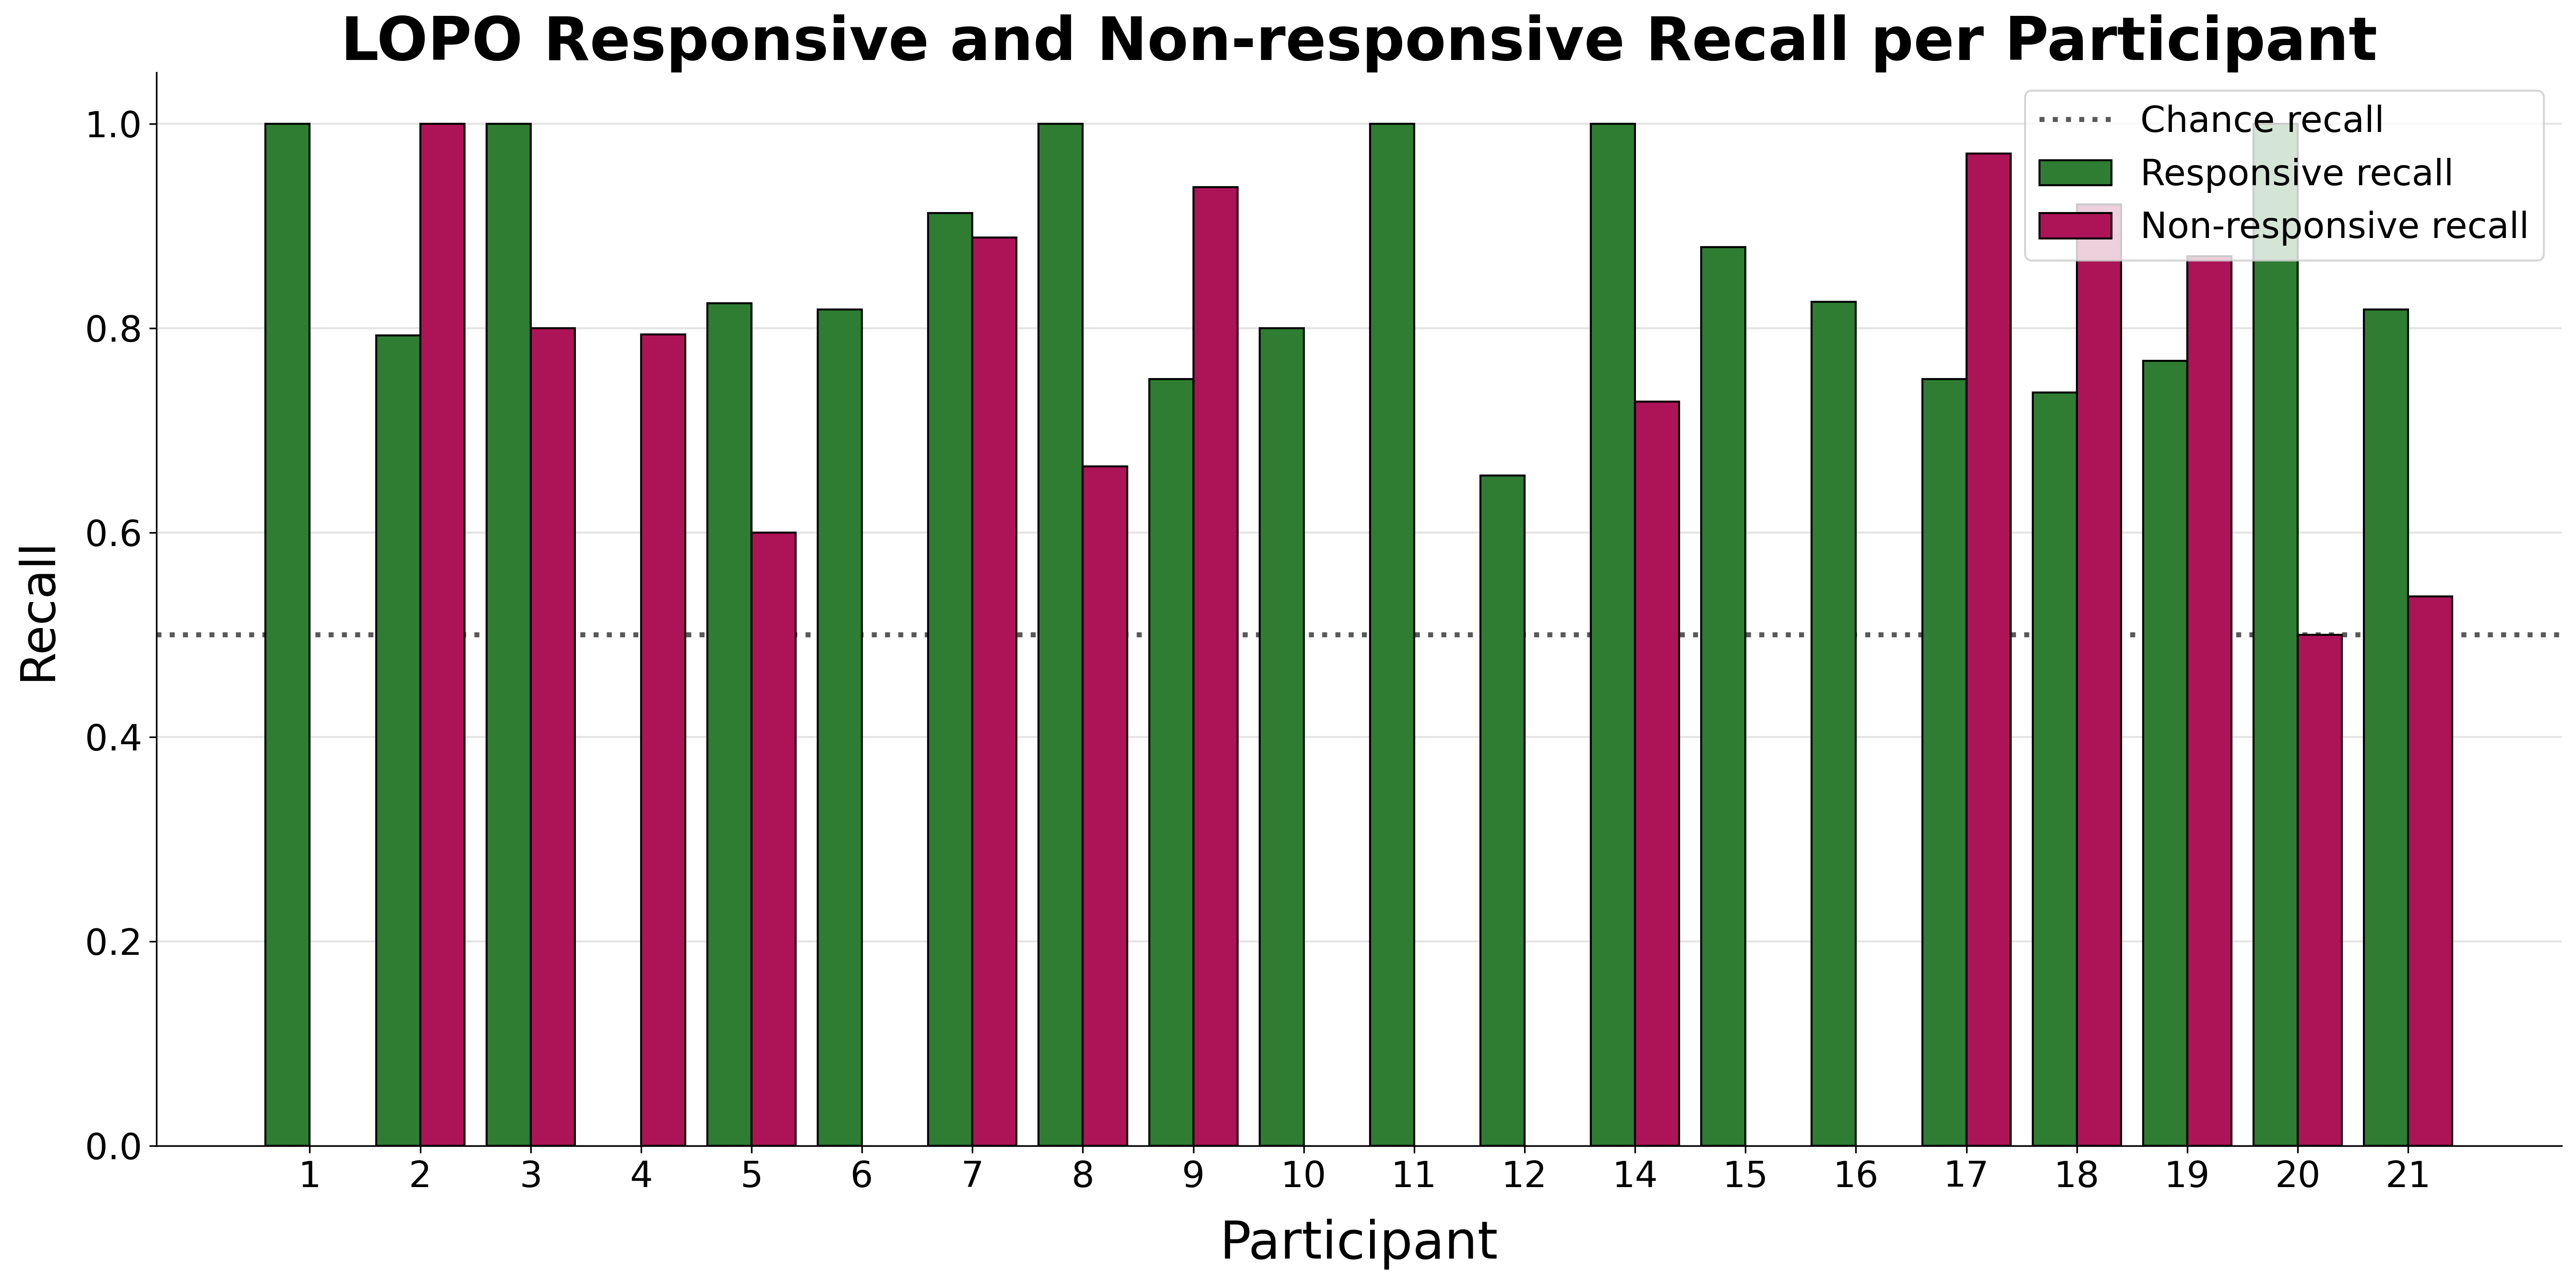 LOPO Responsive and Non-responsive Recall per Participant
Chance recall
Responsive recall
Non-responsive recall
Recall
1.0
0.8
0.6
0.4
0.2
0.0
1 2 3 4 5 6 7 8 9 10 11 12 14 15 16 17 18 19 20 21
Participant